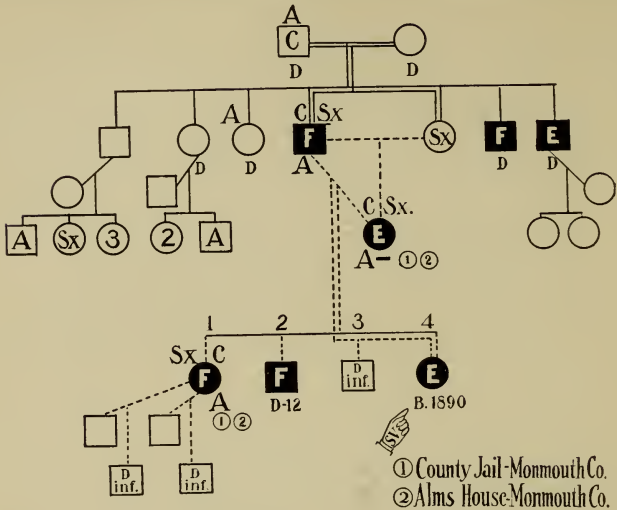 A
C
D D
A C Sx Sx F E
F
D D A D D
C Sx.
A Sx 3 2 A E
A- ① ②
1 2 3 4
Sx C
F F D inf. E
A D-12 B.1890
① ②
D inf. D inf.
① County Jail-Monmouth Co.
② Alms House-Monmouth Co.